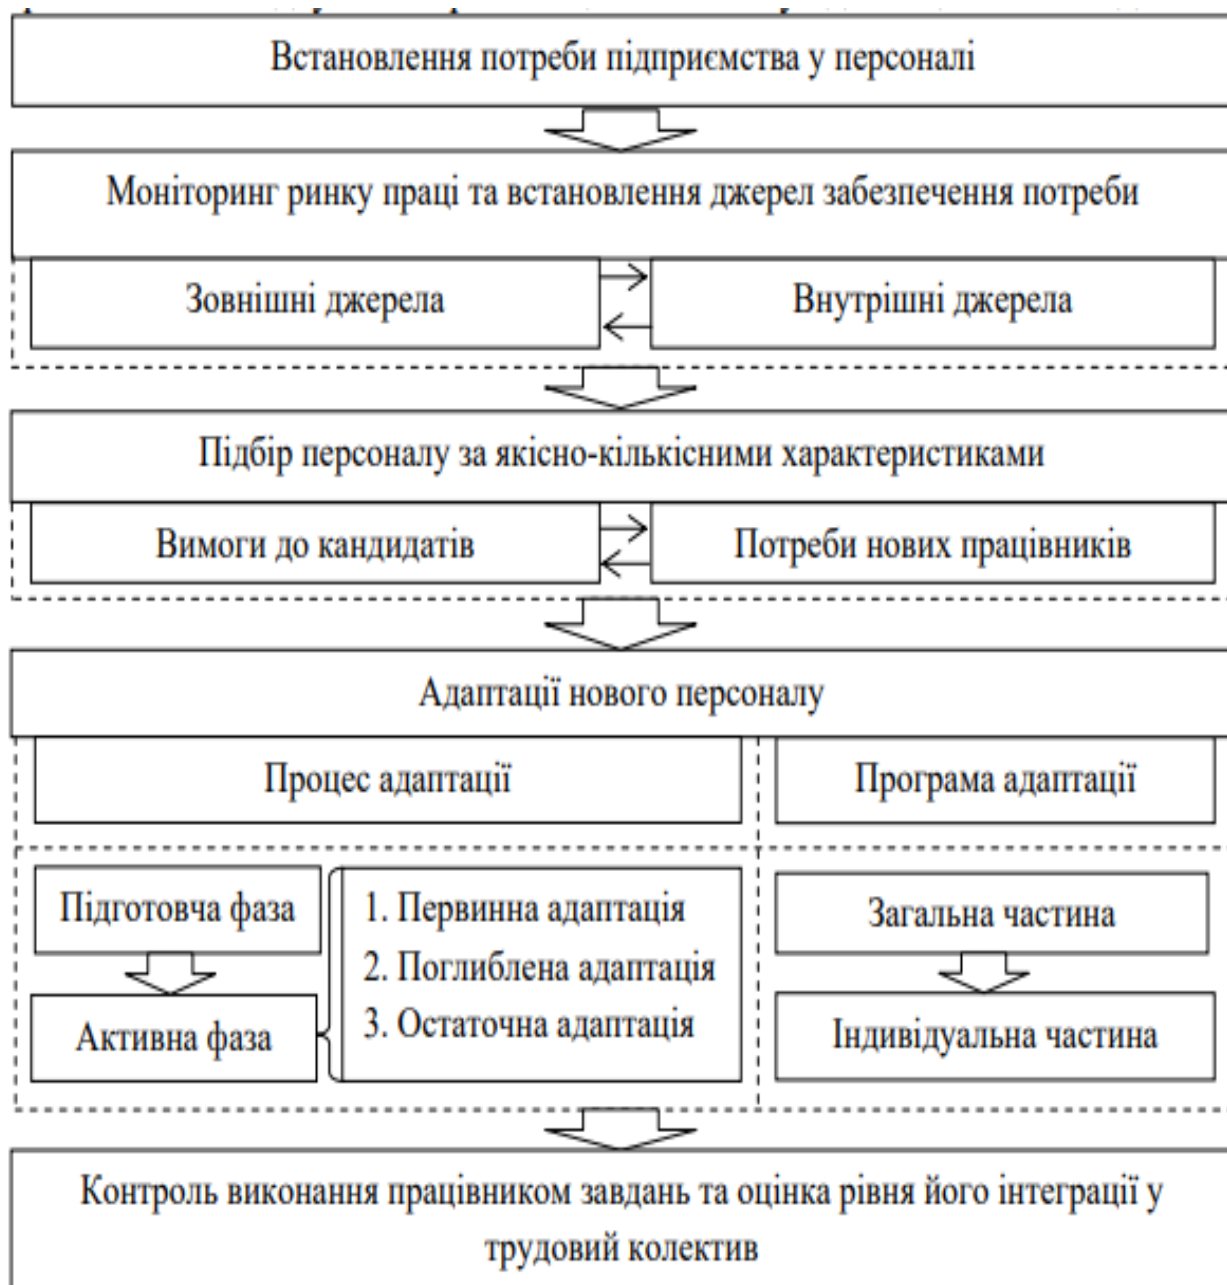 Встановлення потреби підприємства у персоналі
Моніторинг ринку праці та встановлення джерел забезпечення потреби
Зовнішні джерела
Внутрішні джерела
Підбір персоналу за якісно-кількісними характеристиками
Вимоги до кандидатів
Потреби нових працівників
Адаптації нового персоналу
Процес адаптації
Програма адаптації
Підготовча фаза
Активна фаза
1. Первинна адаптація
2. Поглиблена адаптація
3. Остаточна адаптація
Загальна частина
Індивідуальна частина
Контроль виконання працівником завдань та оцінка рівня його інтеграції у
трудовий колектив